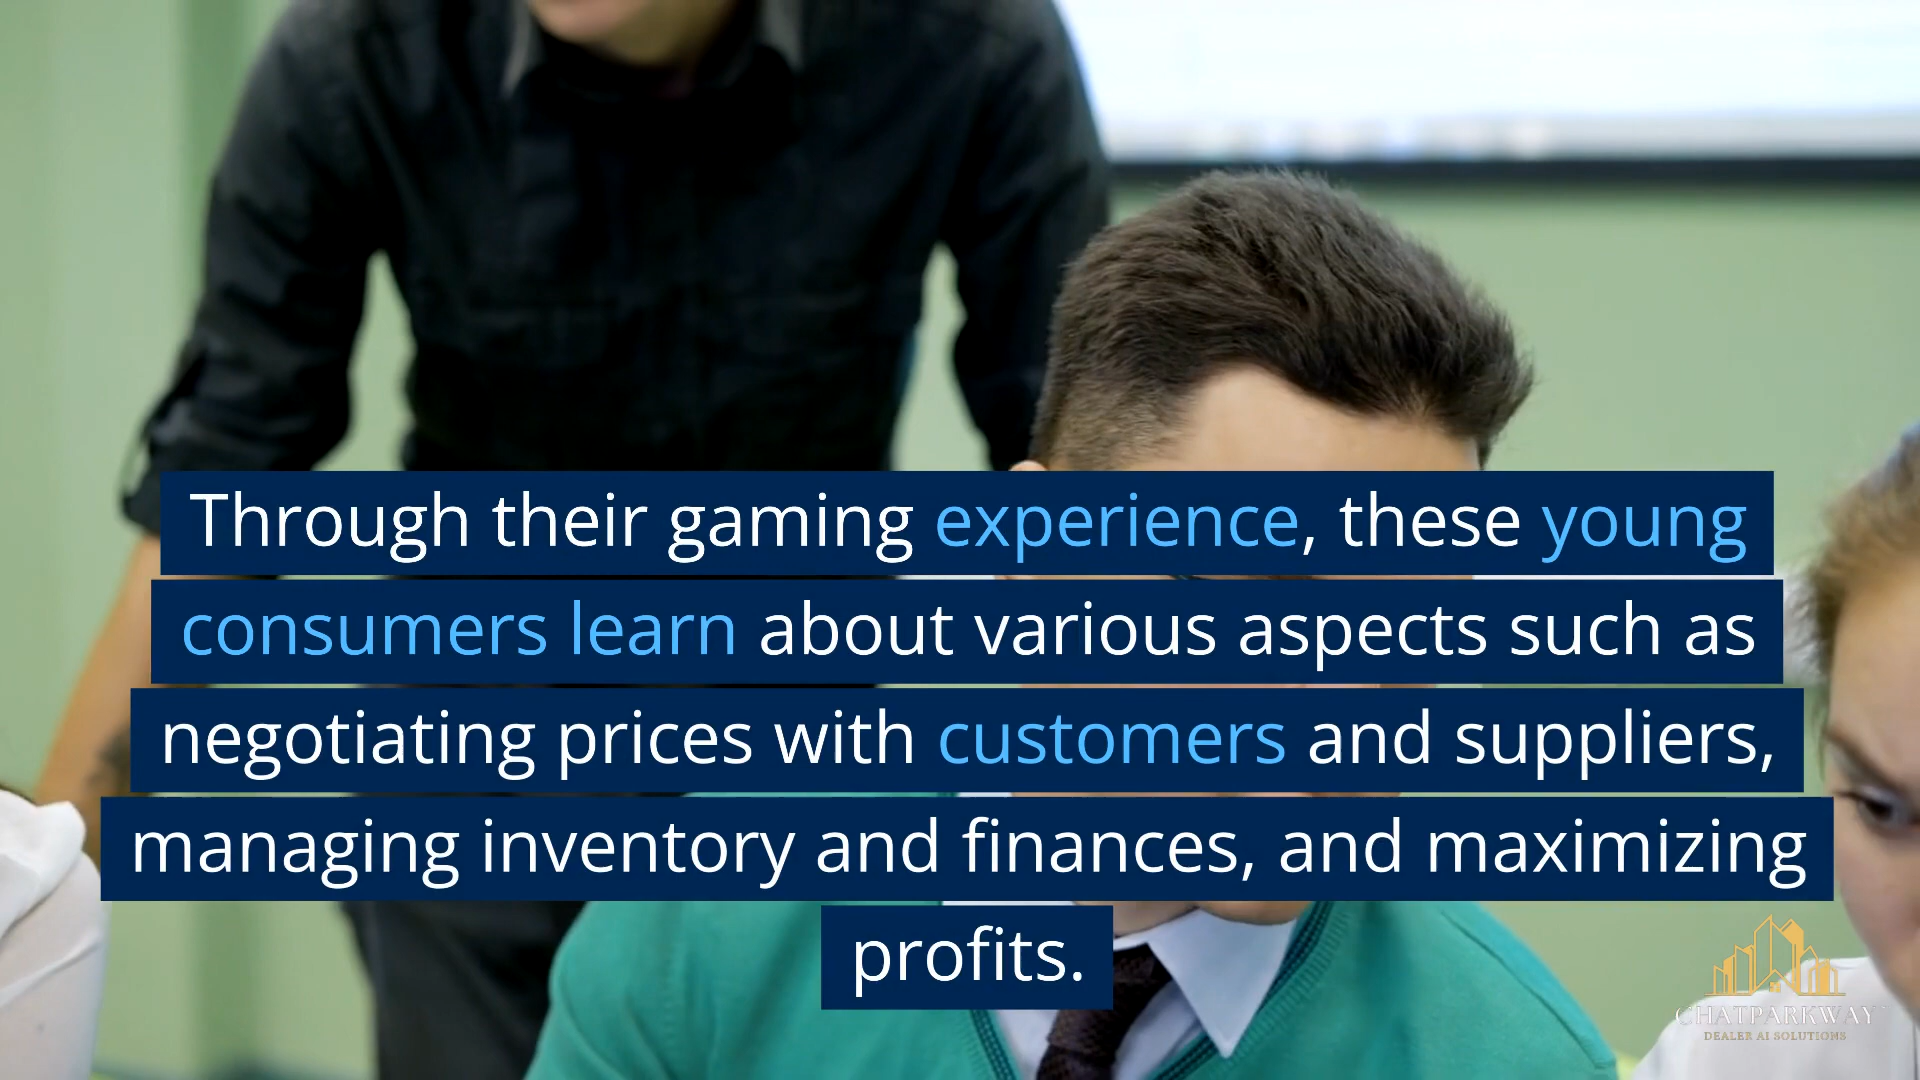 Through their gaming experience, these young
consumers learn about various aspects such as
negotiating prices with customers and suppliers,
managing inventory and finances, and maximizing
profits.
CHATPARKWAY
DEALER AI SOLUTIONS